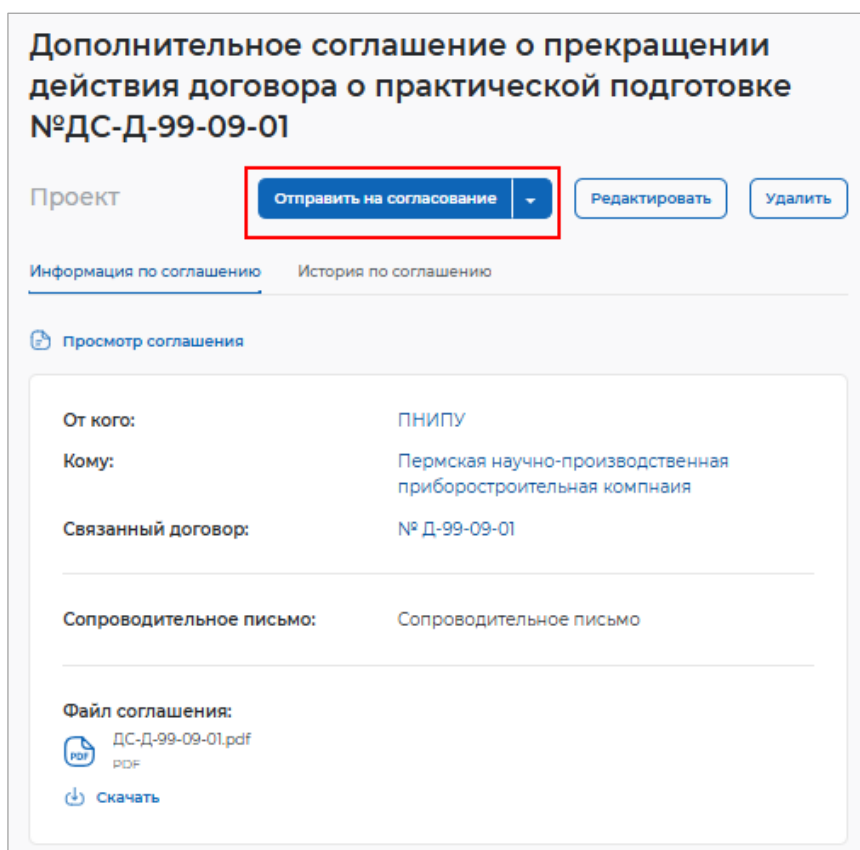 Дополнительное соглашение о прекращении
действия договора о практической подготовке
№ДС-Д-99-09-01
Проект
Отправить на согласование
Редактировать
Удалить
Информация по соглашению
История по соглашению
Просмотр соглашения
От кого:
ПНИПУ
Кому:
Пермская научно-производственная
приборостроительная компнаия
Связанный договор:
№ Д-99-09-01
Сопроводительное письмо:
Сопроводительное письмо
Файл соглашения:
ДС-Д-99-09-01.pdf
PDF
PDF
Скачать